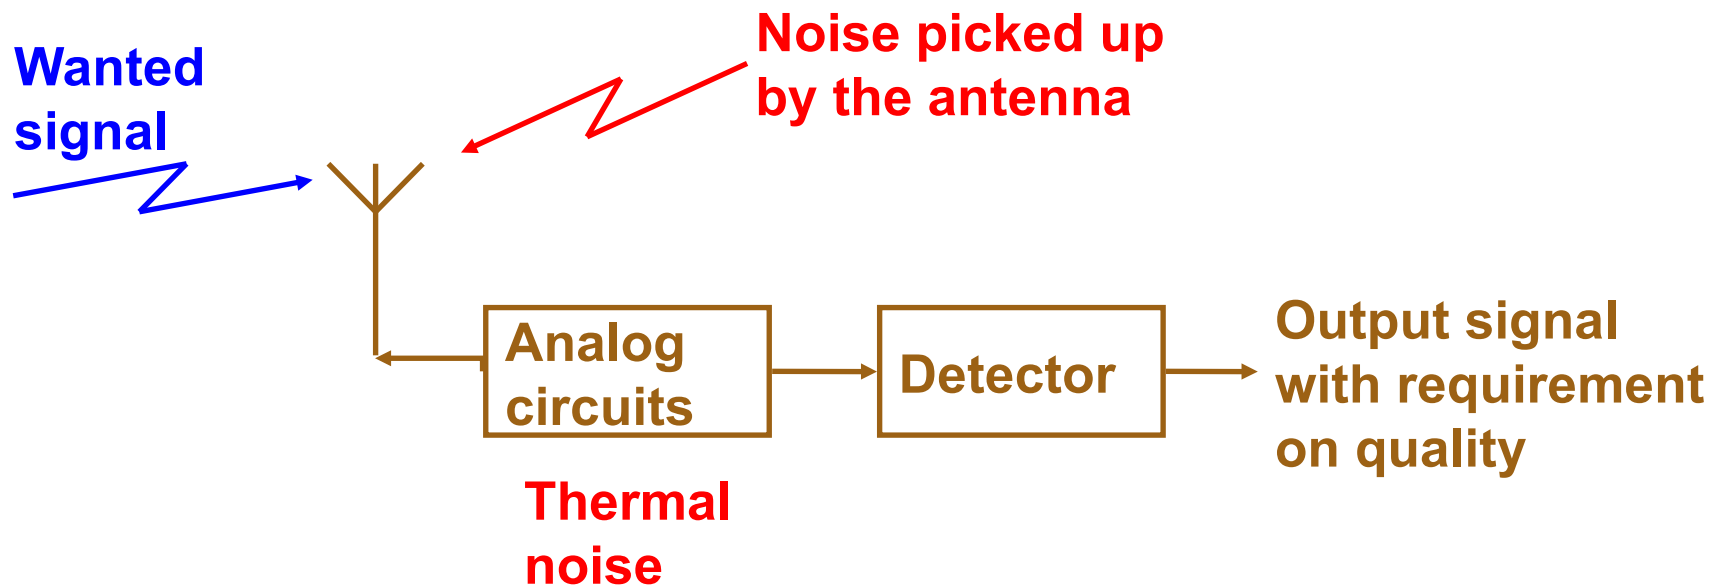 Wanted
signal
Noise picked up
by the antenna
Analog
circuits
Detector
Output signal
with requirement
on quality
Thermal
noise